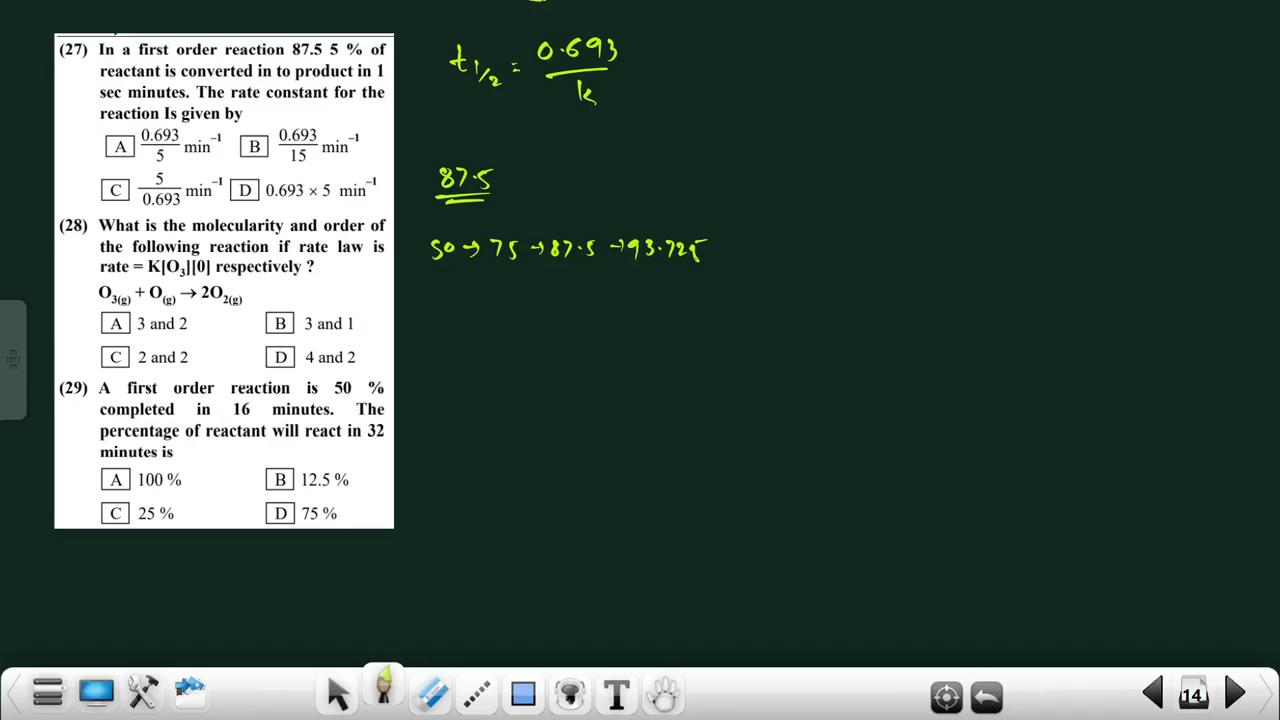 (27) In a first order reaction 87.5 5 % of
reactant is converted in to product in 1
sec minutes. The rate constant for the
reaction Is given by
A 0.693/5 min⁻¹ B 0.693/15 min⁻¹
C 5/0.693 min⁻¹ D 0.693 × 5 min⁻¹
(28) What is the molecularity and order of
the following reaction if rate law is
rate = K[O₃][0] respectively ?
O₃(g) + O(g) → 2O₂(g)
A 3 and 2 B 3 and 1
C 2 and 2 D 4 and 2
(29) A first order reaction is 50 %
completed in 16 minutes. The
percentage of reactant will react in 32
minutes is
A 100 % B 12.5 %
C 25 % D 75 %
t1/2 = 0.693/k
87.5
50 → 75 → 87.5 → 93.725
T
14